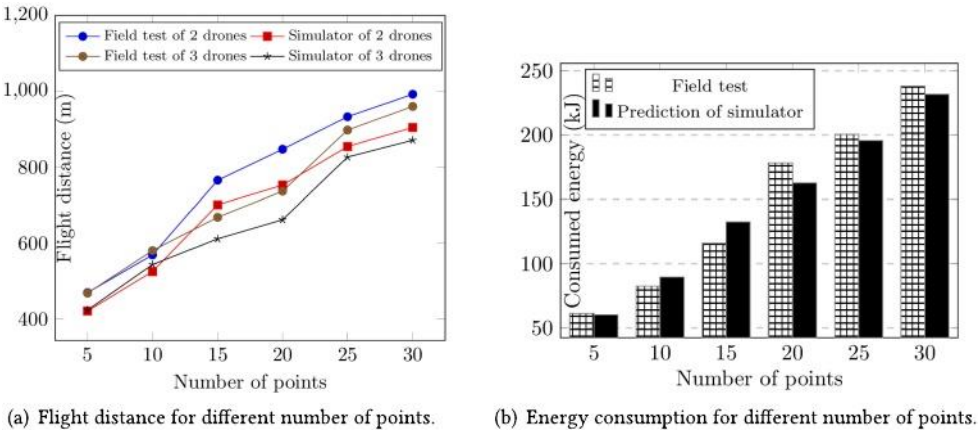 1,200
1,000
800
600
400
Flight distance (m)
Field test of 2 drones
Simulator of 2 drones
Field test of 3 drones
Simulator of 3 drones
5 10 15 20 25 30
Number of points
(a) Flight distance for different number of points.
250
200
150
100
50
Consumed energy (kJ)
Field test
Prediction of simulator
5 10 15 20 25 30
Number of points
(b) Energy consumption for different number of points.